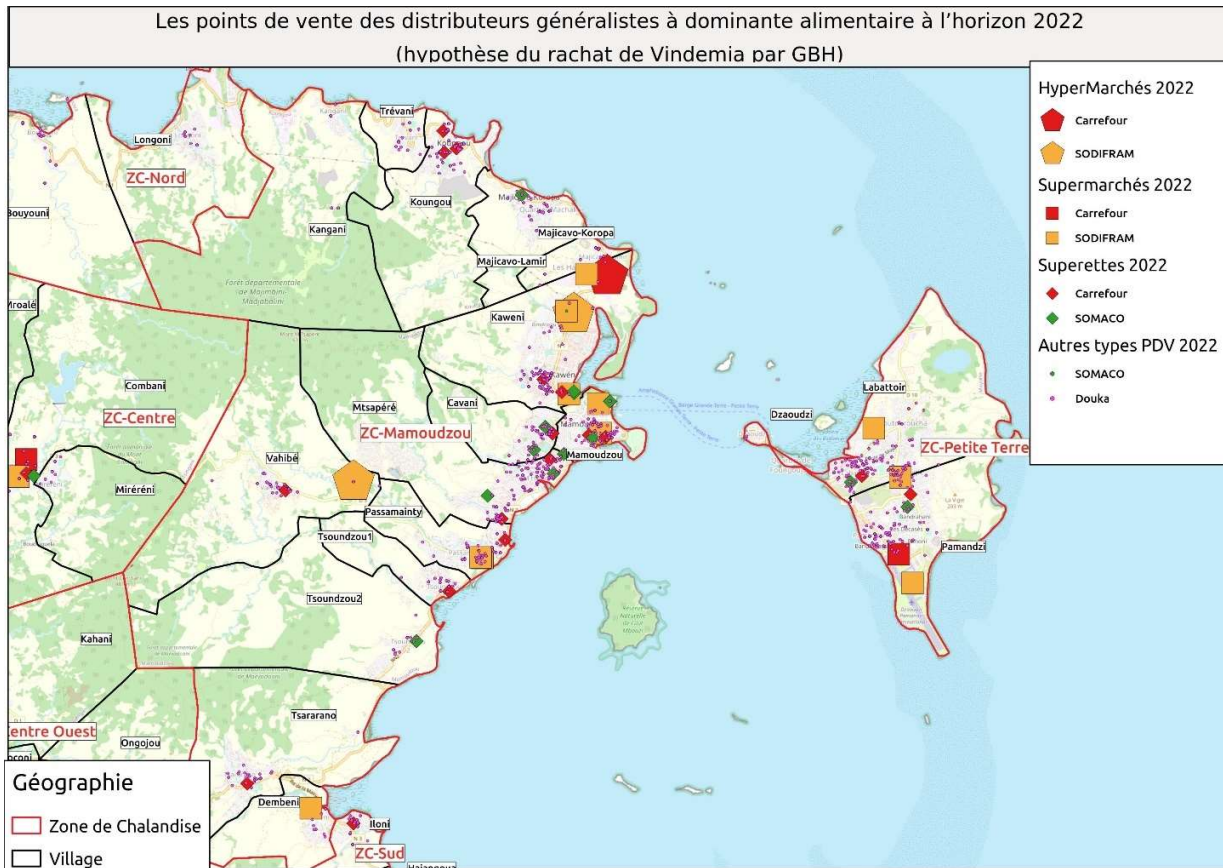 Les points de vente des distributeurs généralistes à dominante alimentaire à l’horizon 2022
(hypothèse du rachat de Vindemia par GBH)
HyperMarchés 2022
Carrefour
SODIFRAM
Supermarchés 2022
Carrefour
SODIFRAM
Superettes 2022
Carrefour
SOMACO
Autres types PDV 2022
SOMACO
Douka
Trévani
Longoni
ZC-Nord
Koungou
Bouyouni
Kangani
Majicavo-Koropa
Majicavo-Lamir
Mroalé
Kaweni
Combani
ZC-Centre
Mtsapéré
Cavani
ZC-Mamoudzou
Labattoir
Dzaoudzi
ZC-Petite Terre
Mamoudzou
Vahibé
Miréréni
Passamainty
Tsoundzou1
Pamandzi
Tsoundzou2
Kahani
Tsararano
Centre Ouest
Ongojou
Dembeni
Iloni
ZC-Sud
Hajangoua
Géographie
Zone de Chalandise
Village